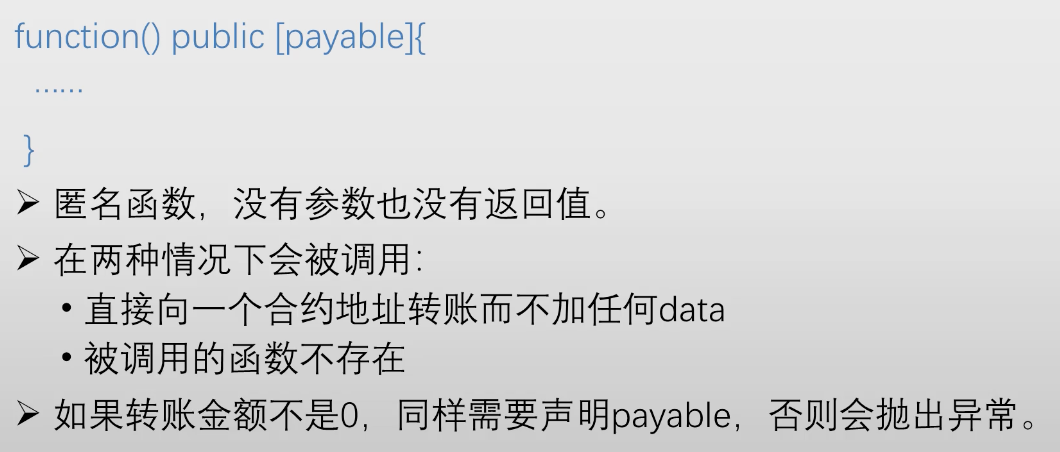 function() public [payable]{
……
}
➢ 匿名函数，没有参数也没有返回值。
➢ 在两种情况下会被调用：
• 直接向一个合约地址转账而不加任何data
• 被调用的函数不存在
➢ 如果转账金额不是0，同样需要声明payable，否则会抛出异常。